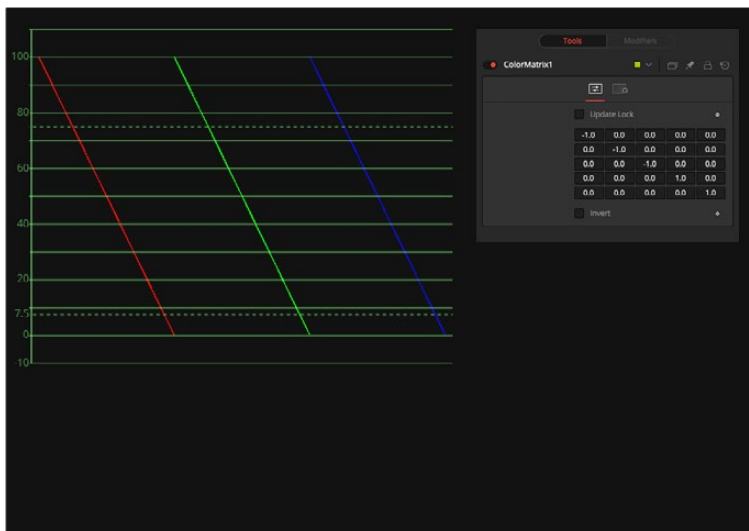 100
80
60
40
20
7.5
0
-10
Tools Modifiers
ColorMatrix1
Update Lock
-1.0 0.0 0.0 0.0 0.0
0.0 -1.0 0.0 0.0 0.0
0.0 0.0 -1.0 0.0 0.0
0.0 0.0 0.0 1.0 0.0
0.0 0.0 0.0 0.0 1.0
Invert